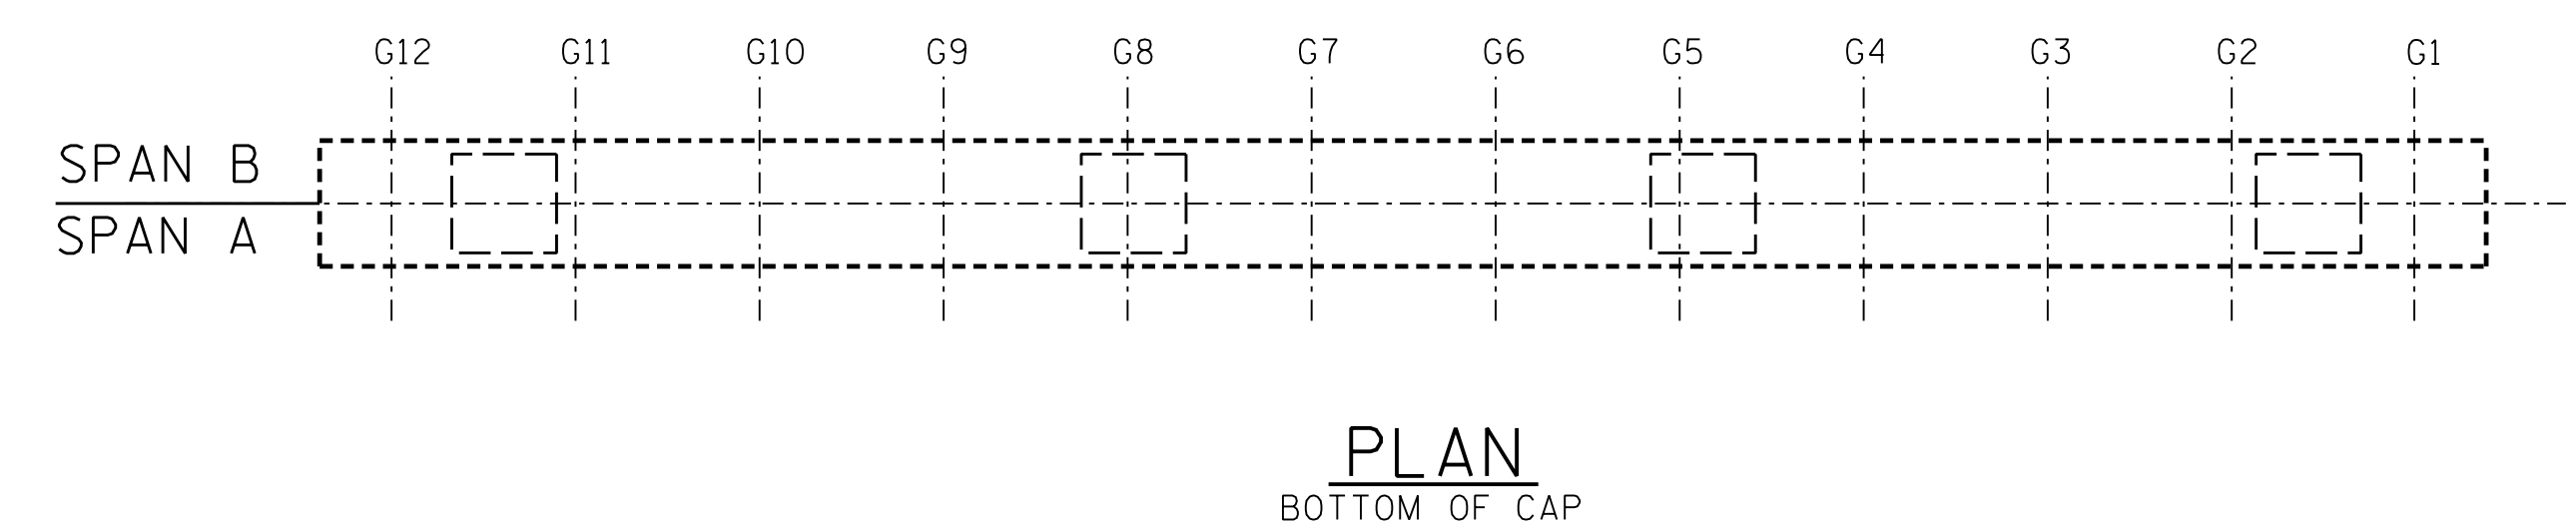 G12 G11 G10 G9 G8 G7 G6 G5 G4 G3 G2 G1
SPAN B
SPAN A
PLAN
BOTTOM OF CAP